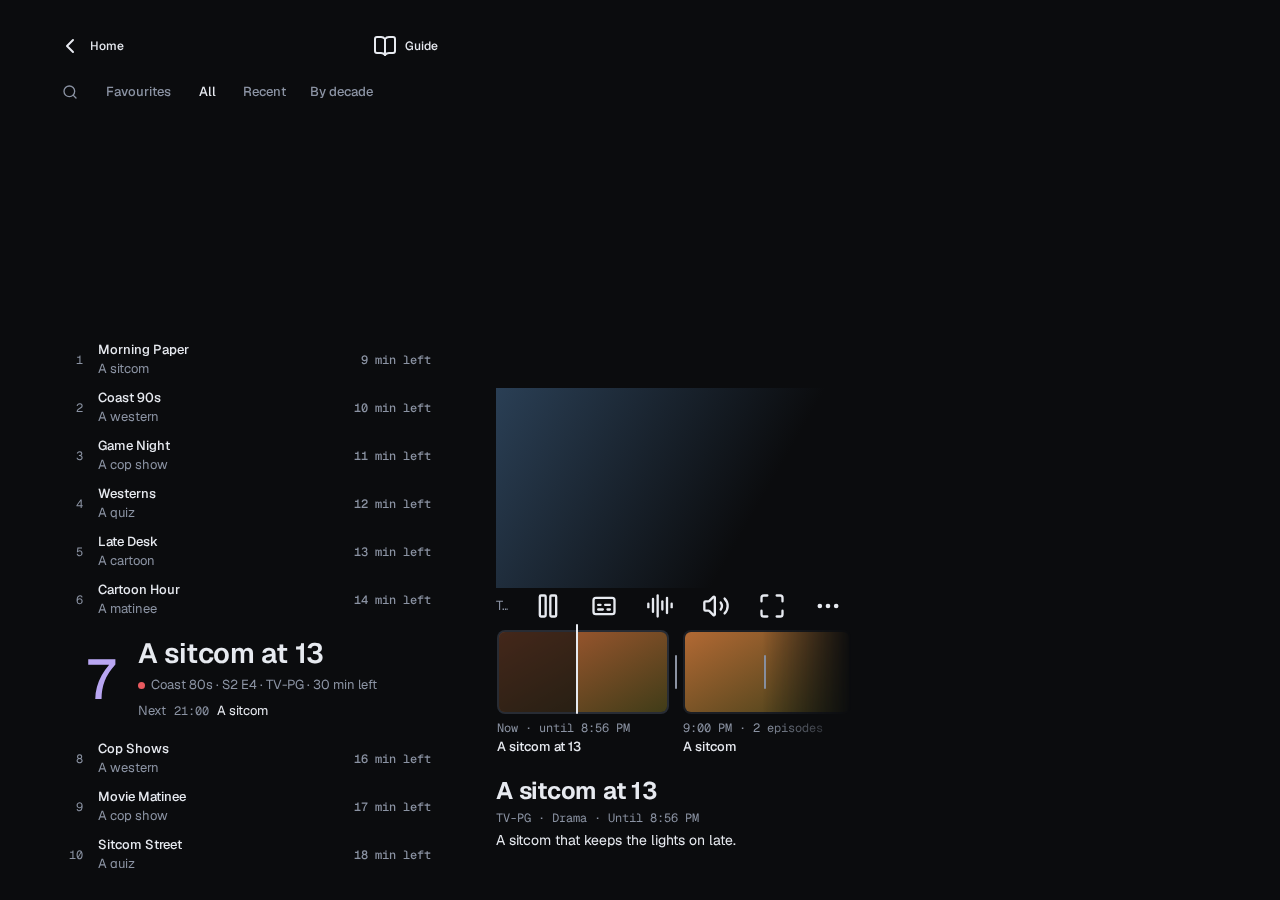 Home
Guide
Favourites All Recent By decade
1 Morning Paper 9 min left
A sitcom
2 Coast 90s 10 min left
A western
3 Game Night 11 min left
A cop show
4 Westerns 12 min left
A quiz
5 Late Desk 13 min left
A cartoon
6 Cartoon Hour 14 min left
A matinee
7 A sitcom at 13
Coast 80s · S2 E4 · TV-PG · 30 min left
Next 21:00 A sitcom
8 Cop Shows 16 min left
A western
9 Movie Matinee 17 min left
A cop show
10 Sitcom Street 18 min left
A quiz
T…
Now · until 8:56 PM
A sitcom at 13
9:00 PM · 2 episodes
A sitcom
A sitcom at 13
TV-PG · Drama · Until 8:56 PM
A sitcom that keeps the lights on late.